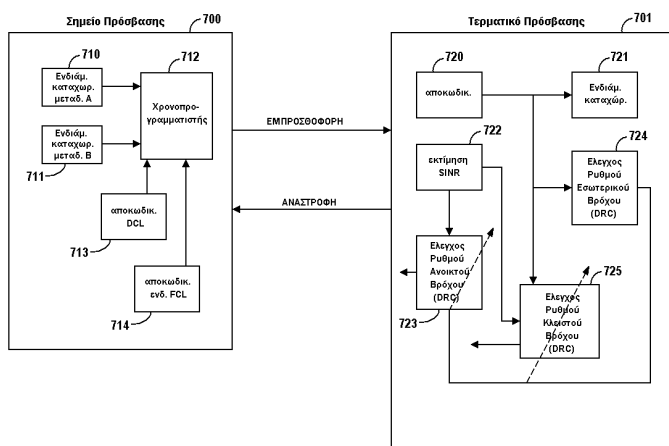 Σημείο Πρόσβασης
700
Τερματικό Πρόσβασης
701
710
Ενδιάμ.
καταχωρ.
μεταδ. Α
712
Χρονοπρο-
γραμματιστής
Ενδιάμ.
καταχωρ.
μεταδ. Β
711
αποκωδικ.
DCL
713
αποκωδικ.
ενδ. FCL
714
ΕΜΠΡΟΣΘΟΦΟΡΗ
ΑΝΑΣΤΡΟΦΗ
720
αποκωδικ.
721
Ενδιάμ.
καταχώρ.
722
εκτίμηση
SINR
724
Ελεγχος
Ρυθμού
Εσωτερικού
Βρόχου
(DRC)
Ελεγχος
Ρυθμού
Ανοικτού
Βρόχου
(DRC)
723
725
Ελεγχος
Ρυθμού
Κλειστού
Βρόχου
(DRC)